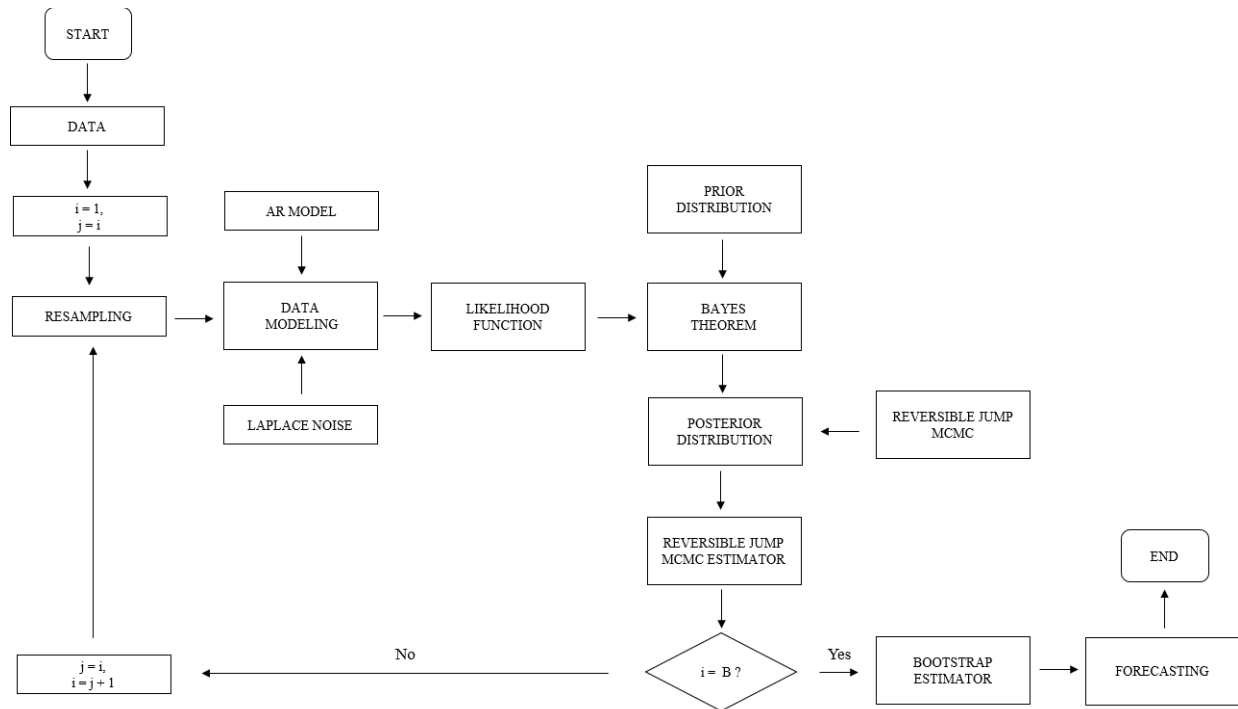 START
DATA
i = 1,
j = i
RESAMPLING
AR MODEL
DATA
MODELING
LAPLACE NOISE
LIKELIHOOD
FUNCTION
PRIOR
DISTRIBUTION
BAYES
THEOREM
POSTERIOR
DISTRIBUTION
REVERSIBLE JUMP
MCMC
REVERSIBLE JUMP
MCMC ESTIMATOR
i = B ?
No
j = i,
i = j + 1
Yes
BOOTSTRAP
ESTIMATOR
FORECASTING
END